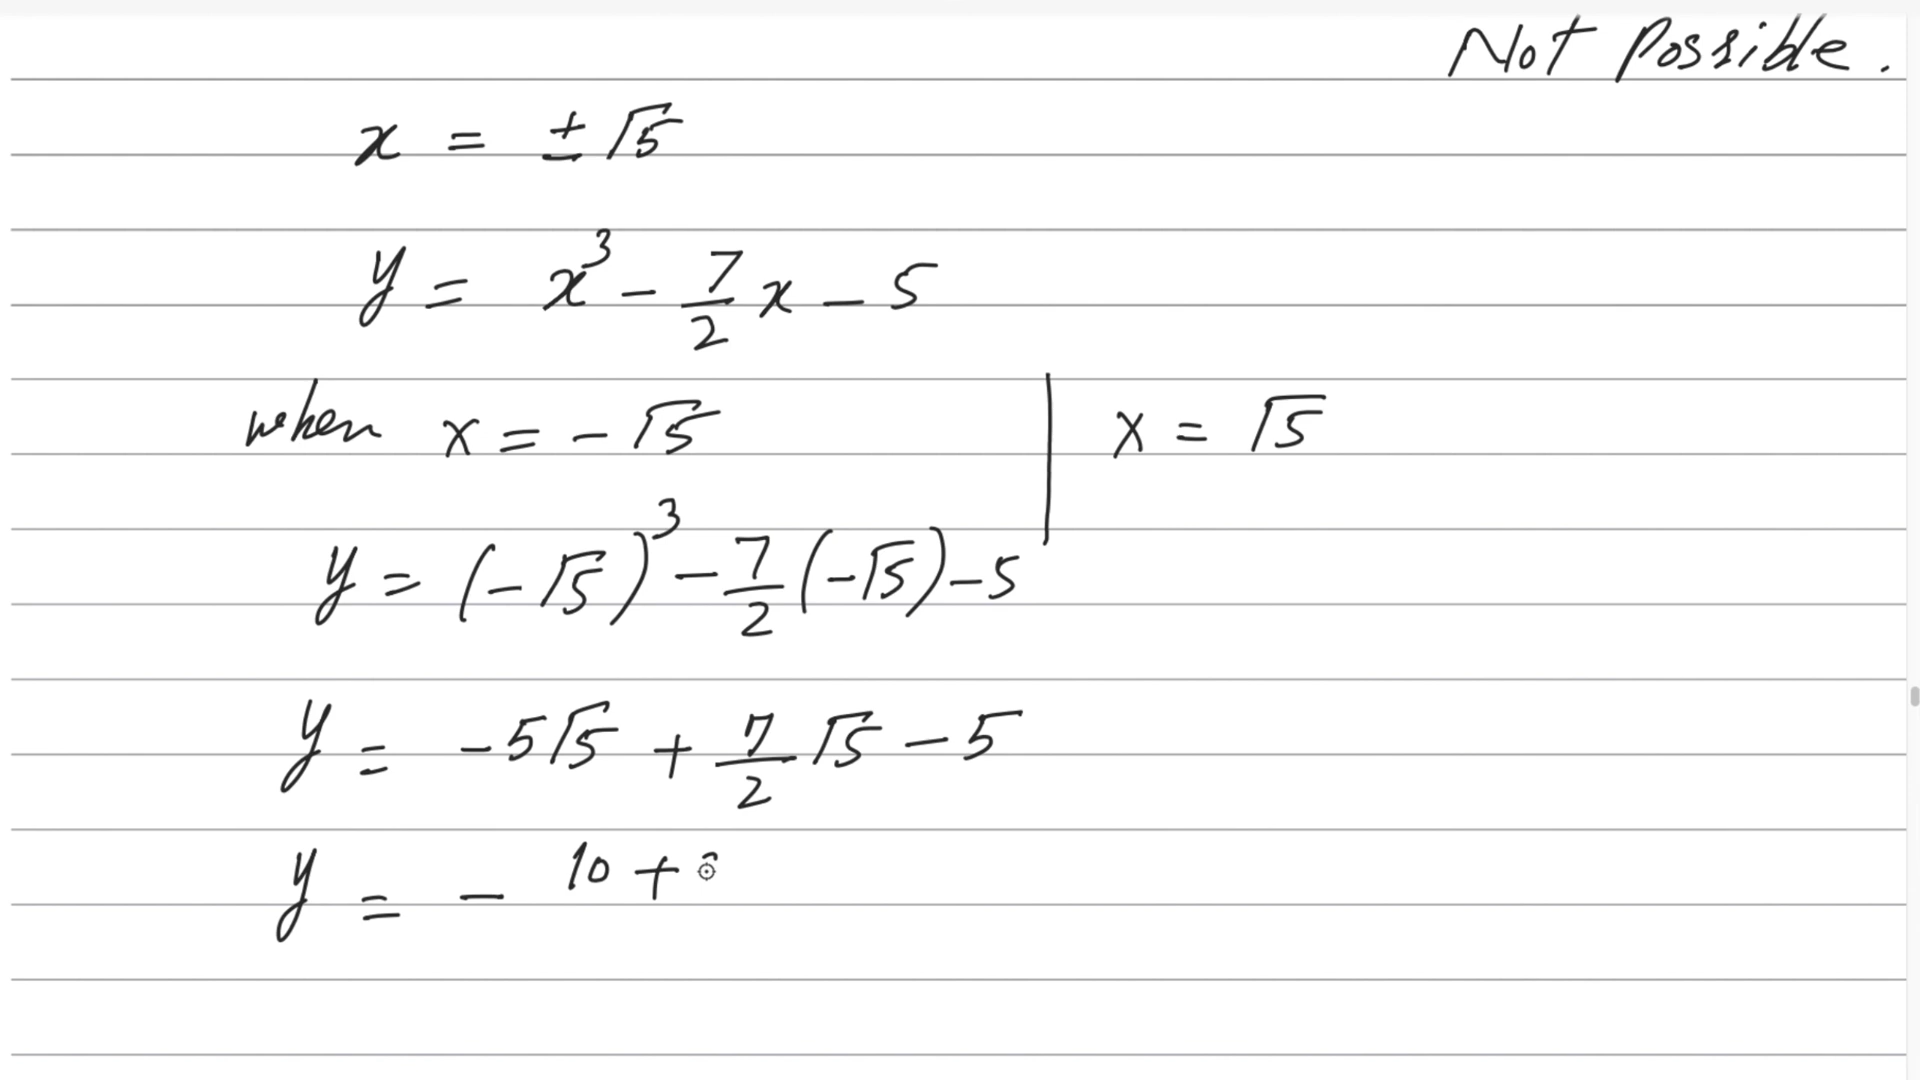 Not Possible.
x = ±√5
y = x³ - 7/2 x - 5
when x = -√5 | x = √5
y = (-√5)³ - 7/2 (-√5) - 5
y = -5√5 + 7/2 √5 - 5
y = - 10 +